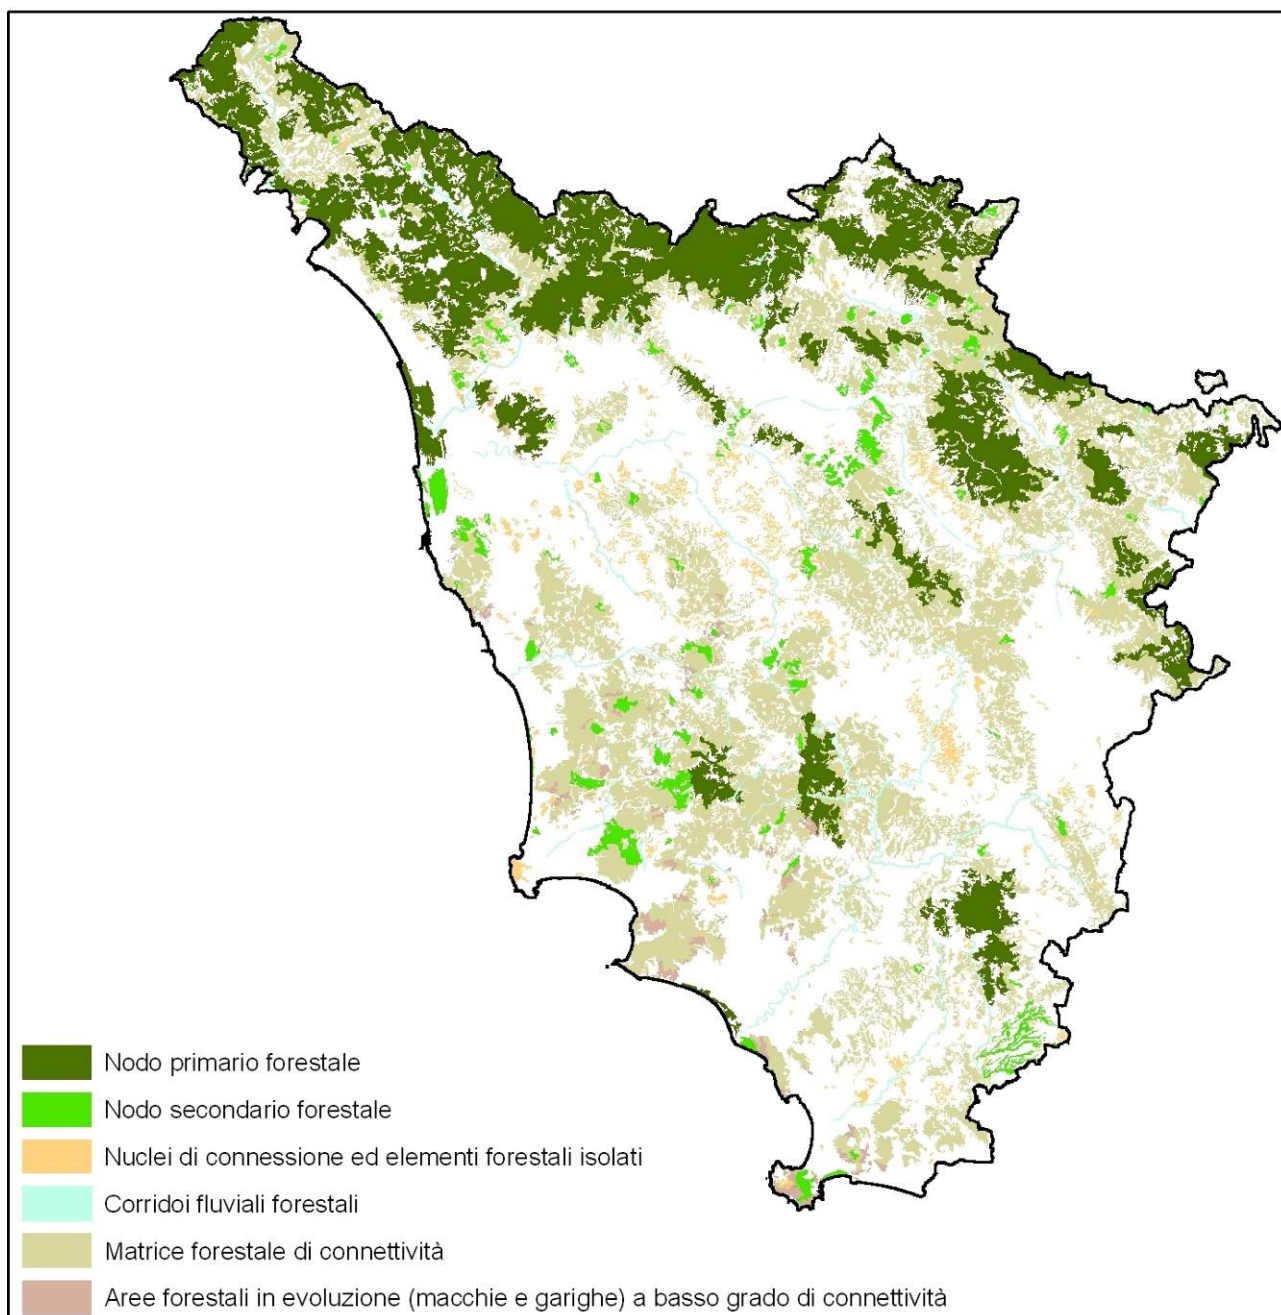 Nodo primario forestale
Nodo secondario forestale
Nuclei di connessione ed elementi forestali isolati
Corridoi fluviali forestali
Matrice forestale di connettività
Aree forestali in evoluzione (macchie e garighe) a basso grado di connettività